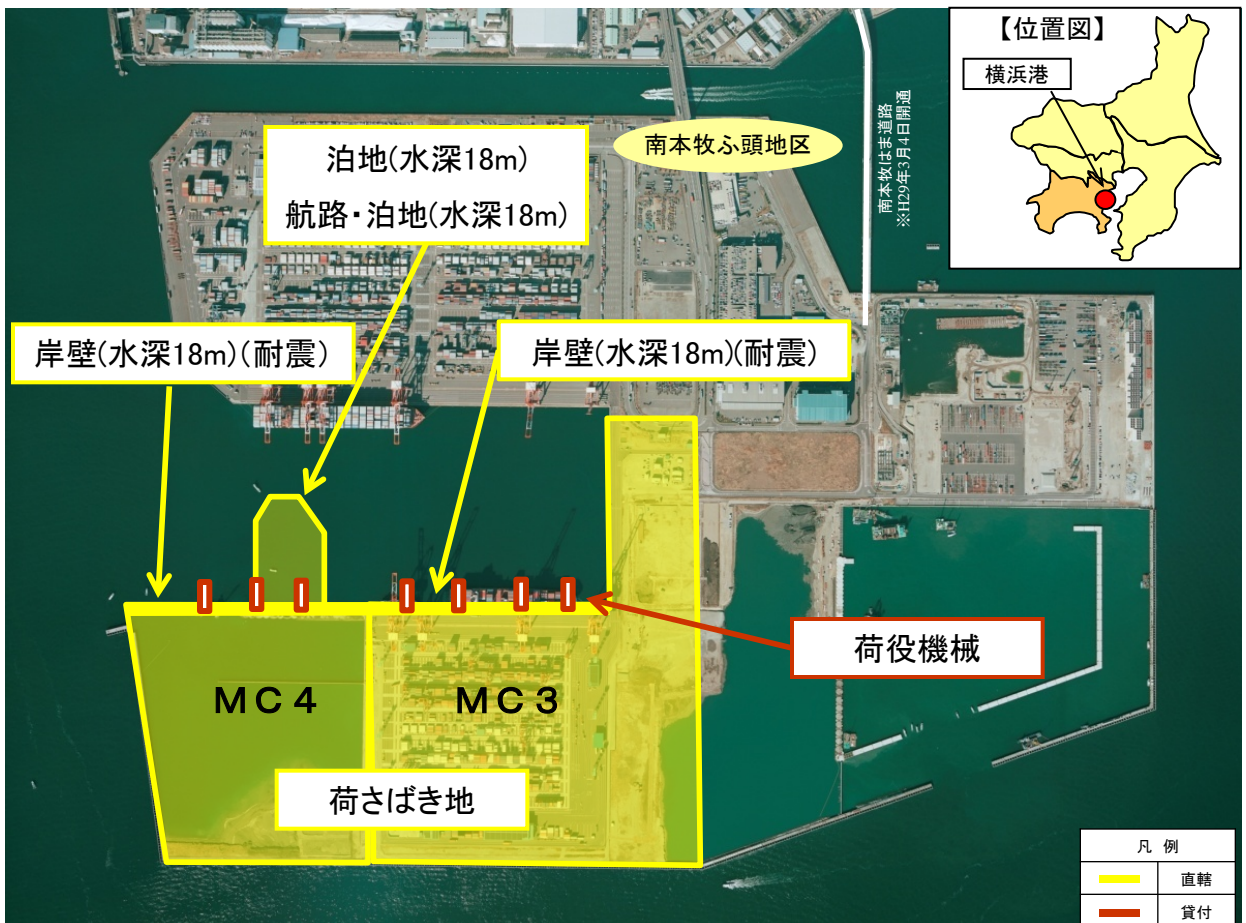 【位置図】
横浜港
南本牧はま道路
※H29年3月4日開通
南本牧ふ頭地区
泊地(水深18m)
航路・泊地(水深18m)
岸壁(水深18m)(耐震)
岸壁(水深18m)(耐震)
荷役機械
MC4
MC3
荷さばき地
凡 例
直轄
貸付